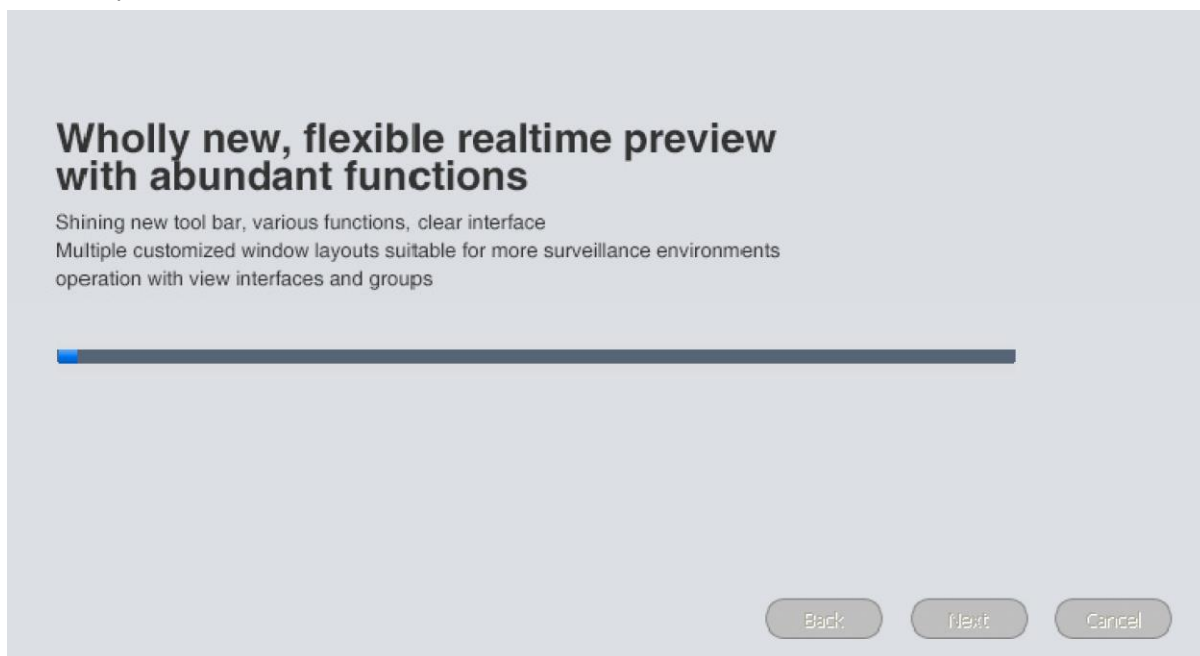 Wholly new, flexible realtime preview
with abundant functions
Shining new tool bar, various functions, clear interface
Multiple customized window layouts suitable for more surveillance environments
operation with view interfaces and groups
Back Next Cancel